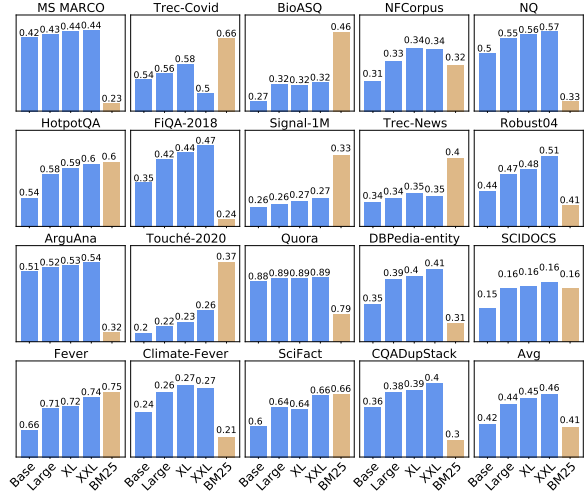 MS MARCO
0.42 0.43 0.44 0.44 0.23
Trec-Covid
0.54 0.56 0.58 0.5 0.66
BioASQ
0.27 0.32 0.32 0.32 0.46
NFCorpus
0.31 0.33 0.34 0.34 0.32
NQ
0.5 0.55 0.56 0.57 0.33
HotpotQA
0.54 0.58 0.59 0.6 0.6
FiQA-2018
0.35 0.42 0.44 0.47 0.24
Signal-1M
0.26 0.26 0.27 0.27 0.33
Trec-News
0.34 0.34 0.35 0.35 0.4
Robust04
0.44 0.47 0.48 0.51 0.41
ArguAna
0.51 0.52 0.53 0.54 0.32
Touché-2020
0.2 0.22 0.23 0.26 0.37
Quora
0.88 0.89 0.89 0.89 0.79
DBPedia-entity
0.35 0.39 0.4 0.41 0.31
SCIDOCS
0.15 0.16 0.16 0.16 0.16
Fever
0.66 0.71 0.72 0.74 0.75
Base Large XL XXL BM25
Climate-Fever
0.24 0.26 0.27 0.27 0.21
Base Large XL XXL BM25
SciFact
0.6 0.64 0.64 0.66 0.66
Base Large XL XXL BM25
CQADupStack
0.36 0.38 0.39 0.4 0.3
Base Large XL XXL BM25
Avg
0.42 0.44 0.45 0.46 0.41
Base Large XL XXL BM25